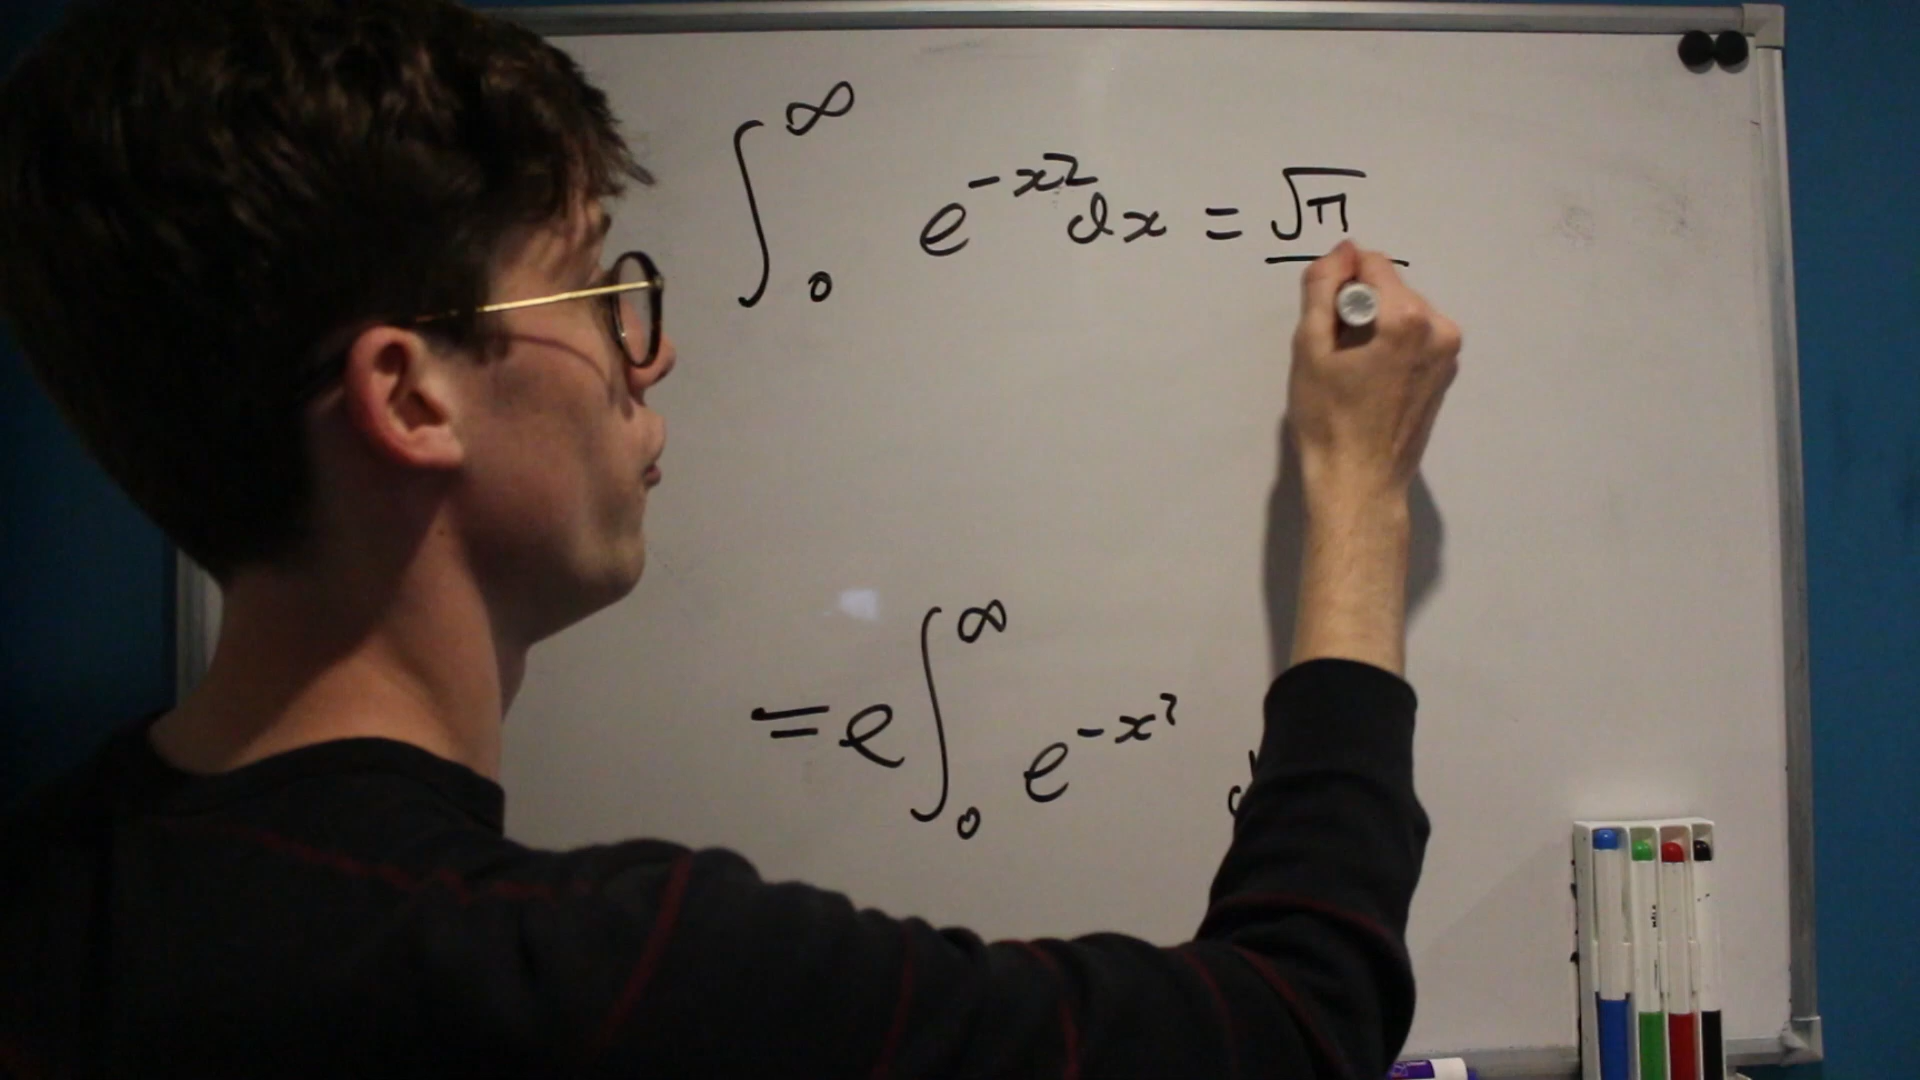 ∫₀^∞ e^(-x²) dx = √π
= e ∫₀^∞ e^(-x²) d